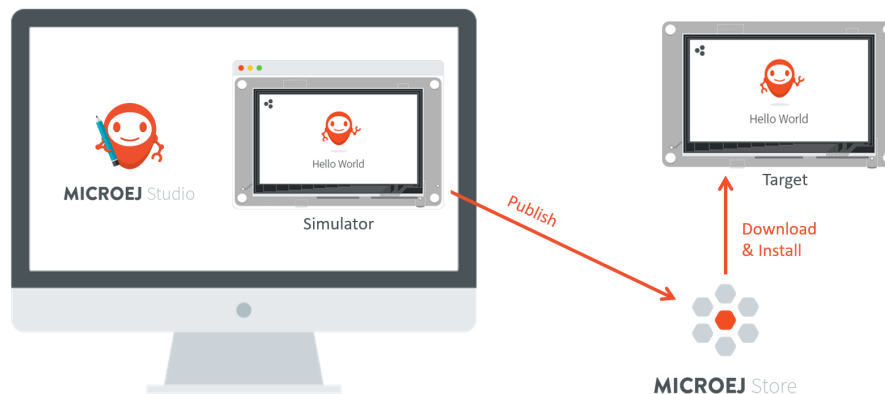 MICROEJ Studio
Hello World
Simulator
Publish
Hello World
Target
Download
& Install
MICROEJ Store